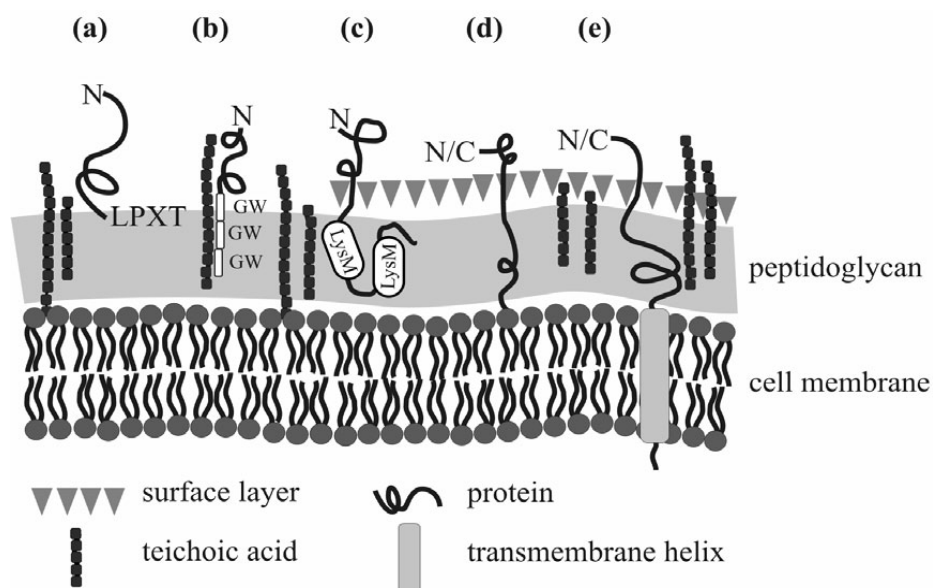 (a) (b) (c) (d) (e)
N
N
N
N/C
N/C
LPXT
GW
GW
GW
LysM
LysM
peptidoglycan
cell membrane
surface layer
protein
teichoic acid
transmembrane helix